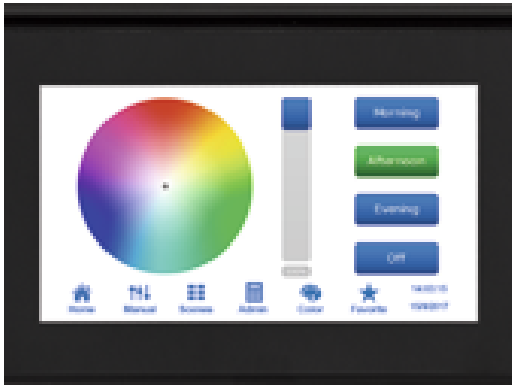 Morning
Afternoon
Evening
Off
Home
Manual
Scenes
Admin
Color
Favorite